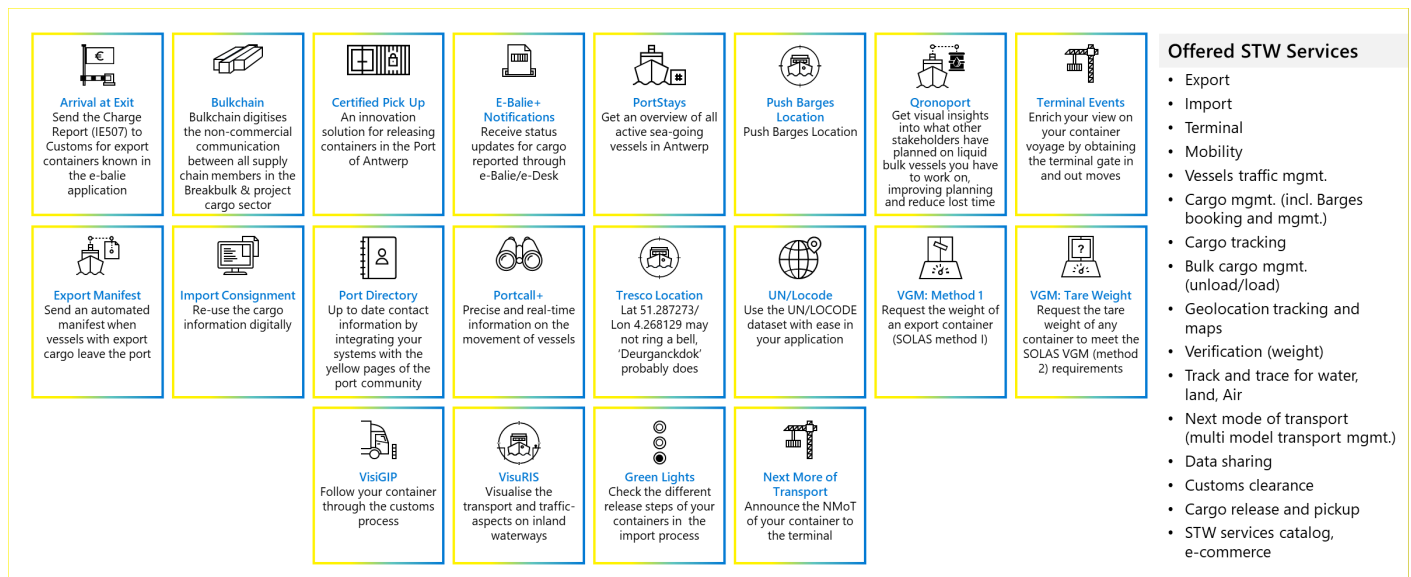 Arrival at Exit
Send the Charge
Report (IE507) to
Customs for export
containers known in
the e-balie
application
Bulkchain
Bulkchain digitises
the non-commercial
communication
between all supply
chain members in the
Breakbulk & project
cargo sector
Certified Pick Up
An innovation
solution for releasing
containers in the Port
of Antwerp
E-Balie+
Notifications
Receive status
updates for cargo
reported through
e-Balie/e-Desk
#
PortStays
Get an overview of all
active sea-going
vessels in Antwerp
Push Barges
Location
Push Barges Location
Qronoport
Get visual insights
into what other
stakeholders have
planned on liquid
bulk vessels you have
to work on,
improving planning
and reduce lost time
Terminal Events
Enrich your view on
your container
voyage by obtaining
the terminal gate in
and out moves
Export Manifest
Send an automated
manifest when
vessels with export
cargo leave the port
Import Consignment
Re-use the cargo
information digitally
Port Directory
Up to date contact
information by
integrating your
systems with the
yellow pages of the
port community
Portcall+
Precise and real-time
information on the
movement of vessels
Tresco Location
Lat 51.287273/
Lon 4.268129 may
not ring a bell,
‘Deurganckdok’
probably does
UN/Locode
Use the UN/LOCODE
dataset with ease in
your application
VGM: Method 1
Request the weight of
an export container
(SOLAS method I)
?
VGM: Tare Weight
Request the tare
weight of any
container to meet the
SOLAS VGM (method
2) requirements
VisiGIP
Follow your container
through the customs
process
VisuRIS
Visualise the
transport and traffic-
aspects on inland
waterways
Green Lights
Check the different
release steps of your
containers in the
import process
Next More of
Transport
Announce the NMoT
of your container to
the terminal
Offered STW Services
• Export
• Import
• Terminal
• Mobility
• Vessels traffic mgmt.
• Cargo mgmt. (incl. Barges
booking and mgmt.)
• Cargo tracking
• Bulk cargo mgmt.
(unload/load)
• Geolocation tracking and
maps
• Verification (weight)
• Track and trace for water,
land, Air
• Next mode of transport
(multi model transport mgmt.)
• Data sharing
• Customs clearance
• Cargo release and pickup
• STW services catalog,
e-commerce